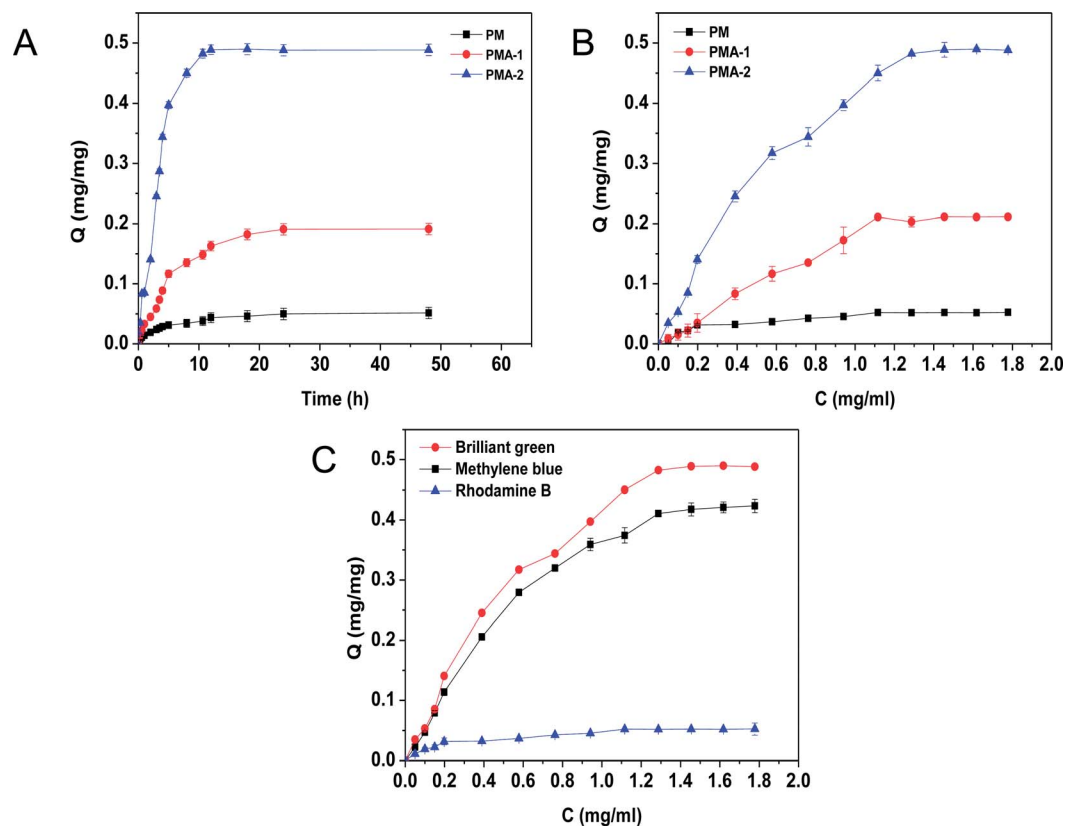 A
PM
PMA-1
PMA-2
Q (mg/mg)
0.5
0.4
0.3
0.2
0.1
0.0
0 10 20 30 40 50 60
Time (h)
B
PM
PMA-1
PMA-2
Q (mg/mg)
0.5
0.4
0.3
0.2
0.1
0.0
0.0 0.2 0.4 0.6 0.8 1.0 1.2 1.4 1.6 1.8 2.0
C (mg/ml)
C
Brilliant green
Methylene blue
Rhodamine B
Q (mg/mg)
0.5
0.4
0.3
0.2
0.1
0.0
0.0 0.2 0.4 0.6 0.8 1.0 1.2 1.4 1.6 1.8 2.0
C (mg/ml)